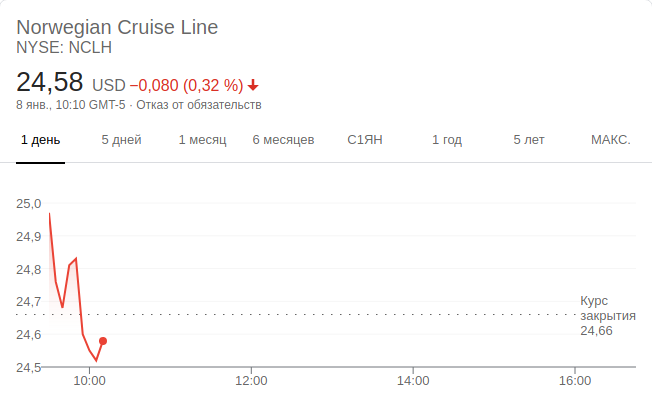 Norwegian Cruise Line
NYSE: NCLH
24,58 USD −0,080 (0,32 %)
8 янв., 10:10 GMT-5 · Отказ от обязательств
1 день 5 дней 1 месяц 6 месяцев С1ЯН 1 год 5 лет МАКС.
25,0
24,9
24,8
24,7
24,6
24,5
Курс
закрытия
24,66
10:00 12:00 14:00 16:00